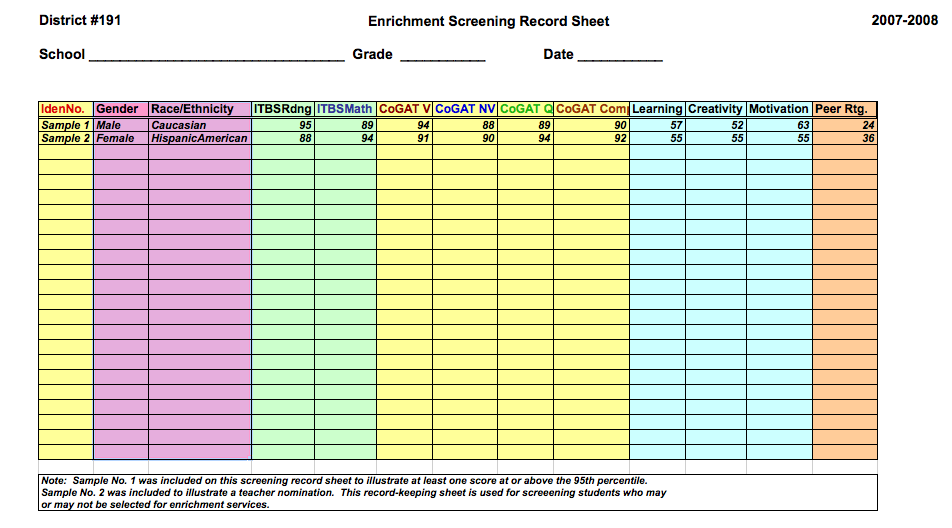 District #191 Enrichment Screening Record Sheet 2007-2008
School ________________________________ Grade ___________ Date ___________
IdenNo. Gender Race/Ethnicity ITBSRdng ITBSMath CoGAT V CoGAT NV CoGAT Q CoGAT Comp Learning Creativity Motivation Peer Rtg.
Sample 1 Male Caucasian 95 89 94 88 89 90 57 52 63 24
Sample 2 Female HispanicAmerican 88 94 91 90 94 92 55 55 55 36
Note: Sample No. 1 was included on this screening record sheet to illustrate at least one score at or above the 95th percentile.
Sample No. 2 was included to illustrate a teacher nomination. This record-keeping sheet is used for screeening students who may
or may not be selected for enrichment services.